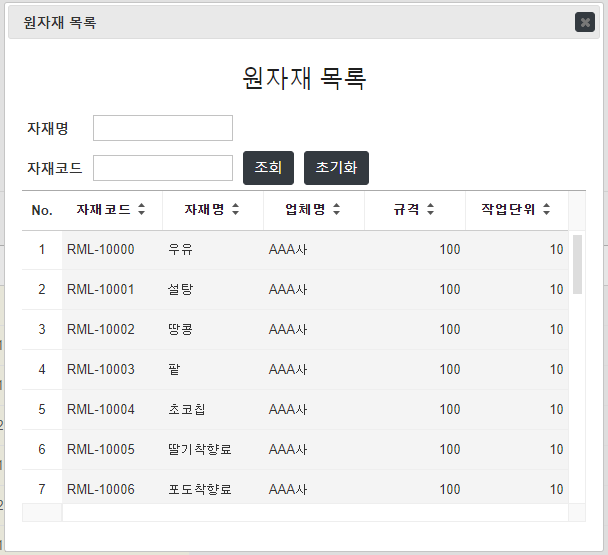 원자재 목록
원자재 목록
자재명
자재코드 조회 초기화
No. 자재코드 자재명 업체명 규격 작업단위
1 RML-10000 우유 AAA사 100 10
2 RML-10001 설탕 AAA사 100 10
3 RML-10002 땅콩 AAA사 100 10
4 RML-10003 팥 AAA사 100 10
5 RML-10004 초코칩 AAA사 100 10
6 RML-10005 딸기착향료 AAA사 100 10
7 RML-10006 포도착향료 AAA사 100 10